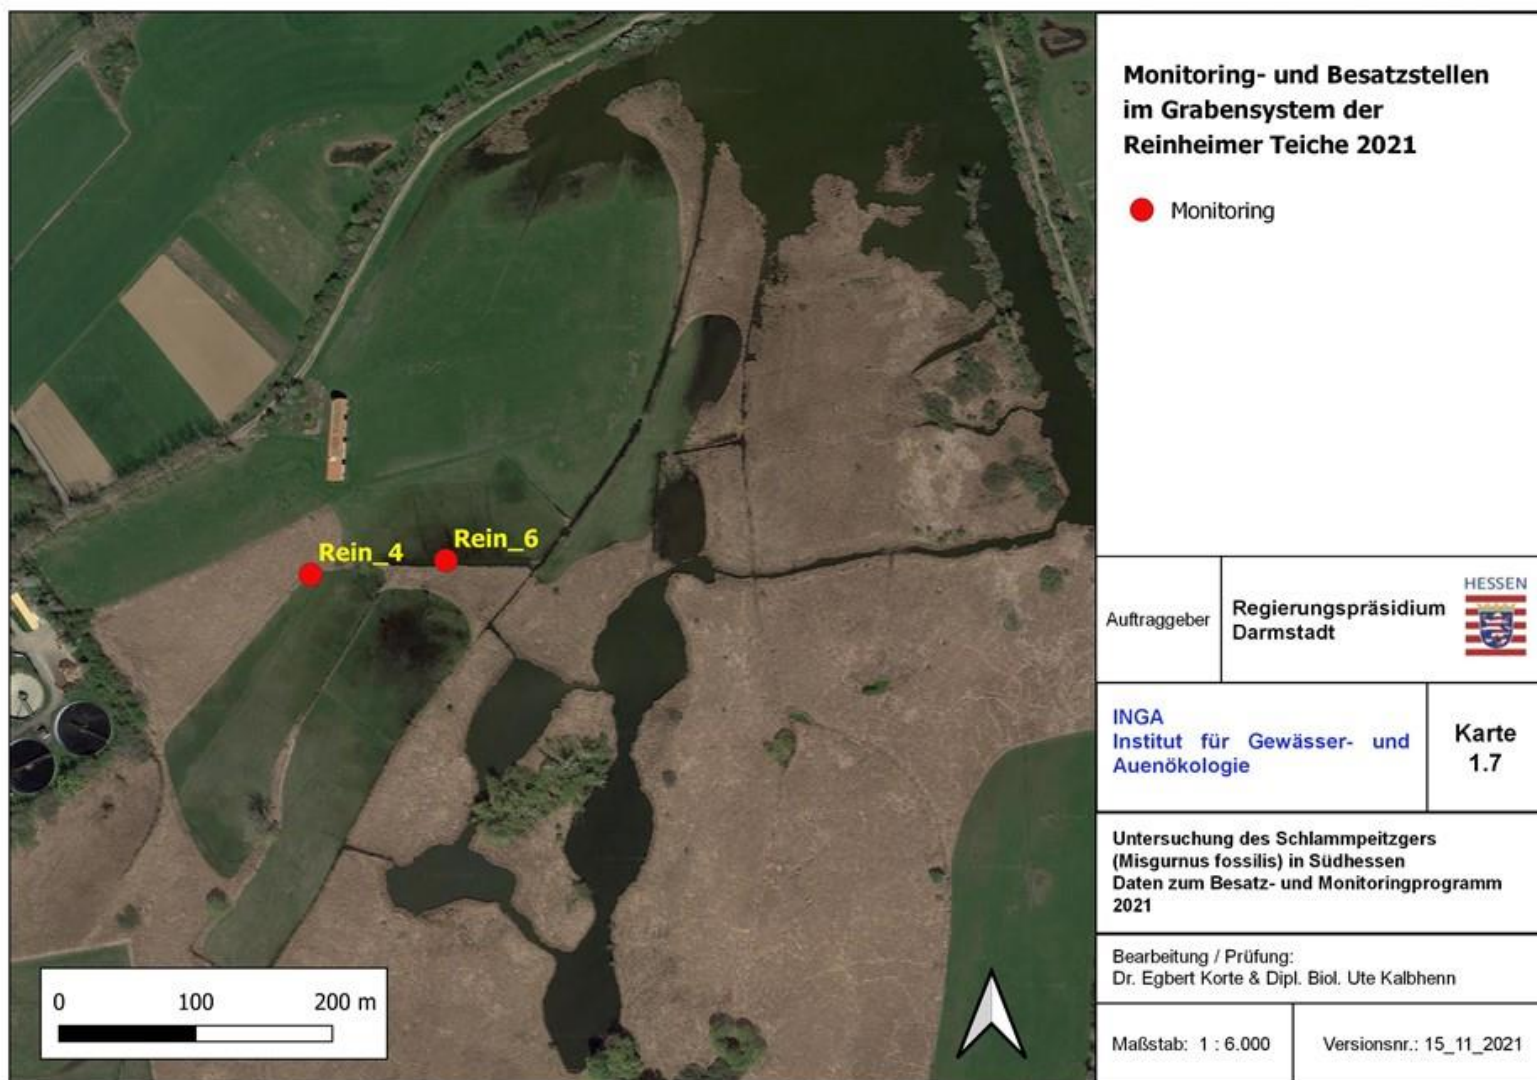 Monitoring- und Besatzstellen
im Grabensystem der
Reinheimer Teiche 2021
Monitoring
Rein_4
Rein_6
0 100 200 m
Auftraggeber
Regierungspräsidium
Darmstadt
HESSEN
INGA
Institut für Gewässer- und
Auenökologie
Karte
1.7
Untersuchung des Schlammpeitzgers
(Misgurnus fossilis) in Südhessen
Daten zum Besatz- und Monitoringprogramm
2021
Bearbeitung / Prüfung:
Dr. Egbert Korte & Dipl. Biol. Ute Kalbhenn
Maßstab: 1 : 6.000
Versionsnr.: 15_11_2021